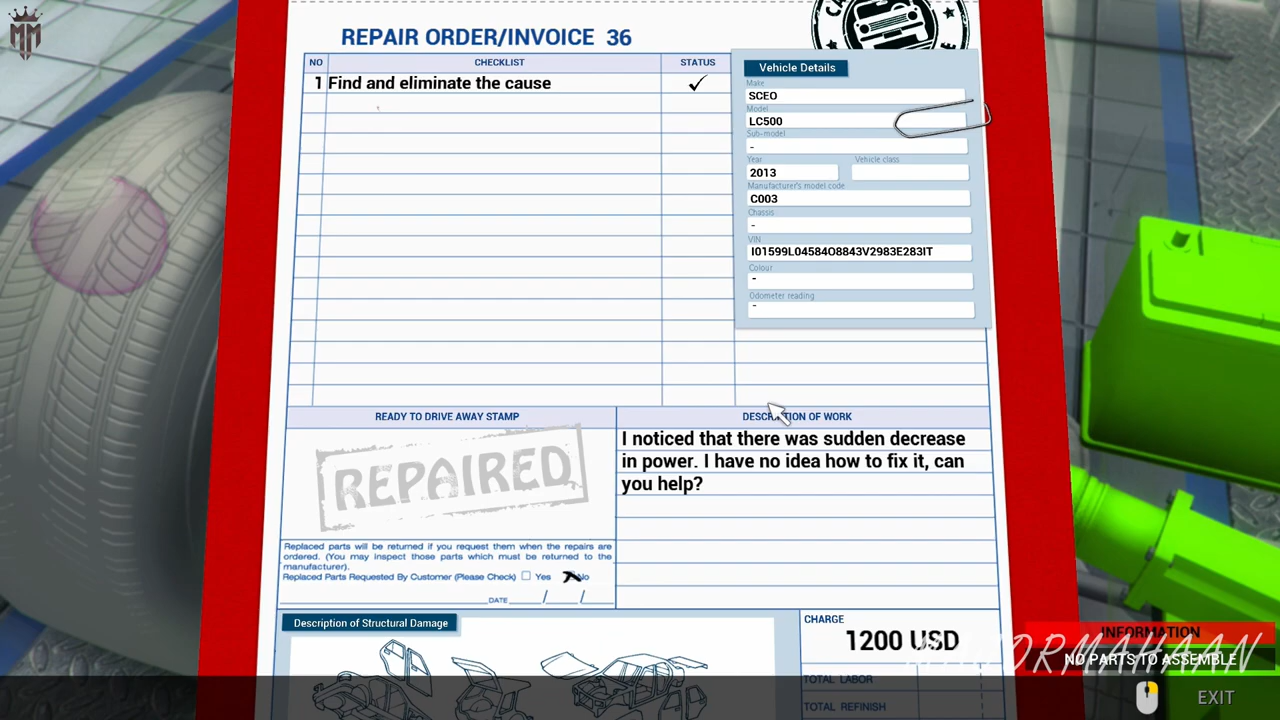 REPAIR ORDER/INVOICE 36
NO CHECKLIST STATUS
1 Find and eliminate the cause
Vehicle Details
Make
SCEO
Model
LC500
Sub-model
-
Year Vehicle class
2013
Manufacturer's model code
C003
Chassis
-
VIN
I01599L04584O8843V2983E283IT
Colour
-
Odometer reading
-
READY TO DRIVE AWAY STAMP
REPAIRED
DESCRIPTION OF WORK
I noticed that there was sudden decrease
in power. I have no idea how to fix it, can
you help?
Replaced parts will be returned if you request them when the repairs are
ordered. (You may inspect those parts which must be returned to the
manufacturer).
Replaced Parts Requested By Customer (Please Check) Yes No
DATE / /
Description of Structural Damage
CHARGE
1200 USD
TOTAL LABOR
TOTAL REFINISH
INFORMATION
NO PARTS TO ASSEMBLE
EXIT